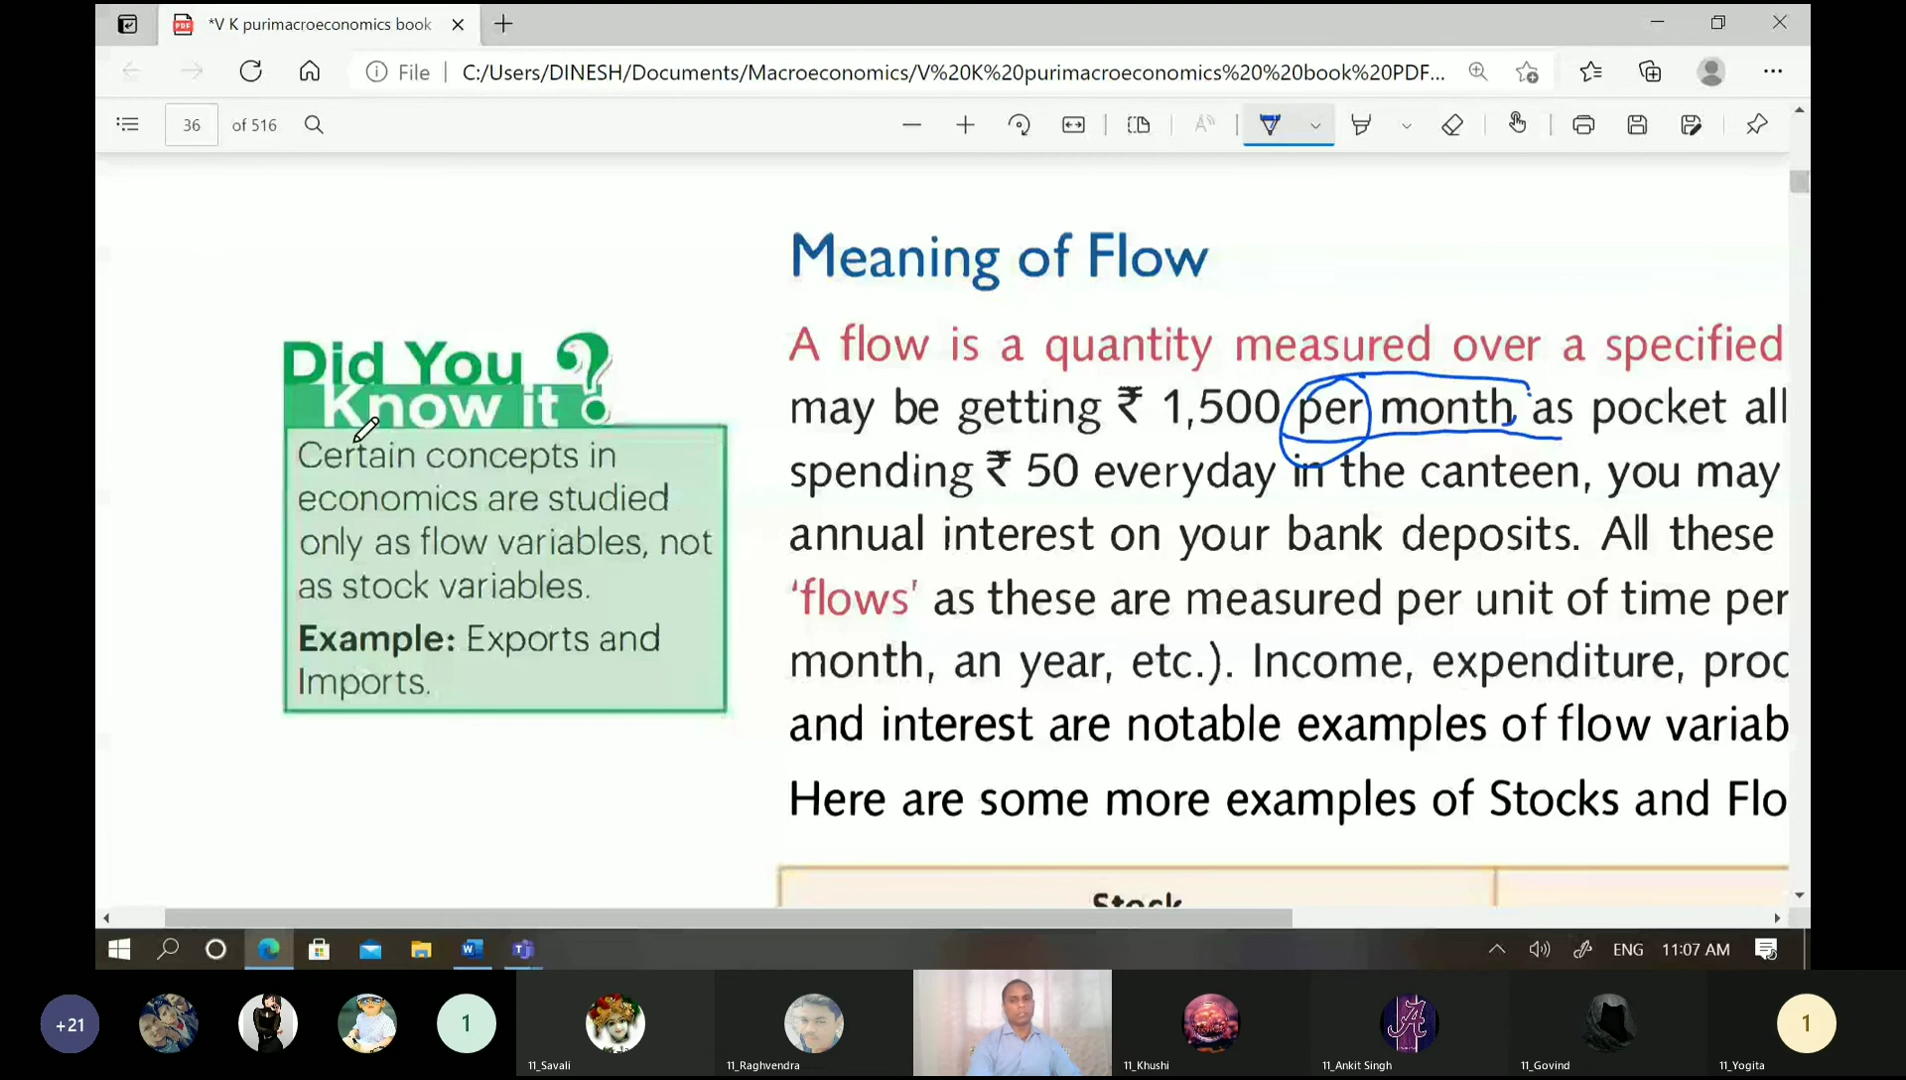 *V K purimacroeconomics book
File
C:/Users/DINESH/Documents/Macroeconomics/V%20K%20purimacroeconomics%20%20book%20PDF...
36 of 516
Meaning of Flow
Did You
Know it ?
Certain concepts in
economics are studied
only as flow variables, not
as stock variables.
Example: Exports and
Imports.
A flow is a quantity measured over a specified
may be getting ₹ 1,500 per month, as pocket all
spending ₹ 50 everyday in the canteen, you may
annual interest on your bank deposits. All these
‘flows’ as these are measured per unit of time per
month, an year, etc.). Income, expenditure, proc
and interest are notable examples of flow variab
Here are some more examples of Stocks and Flo
Stock
ENG
11:07 AM
+21
1
11_Savali
11_Raghvendra
11_Khushi
11_Ankit Singh
11_Govind
1
11_Yogita